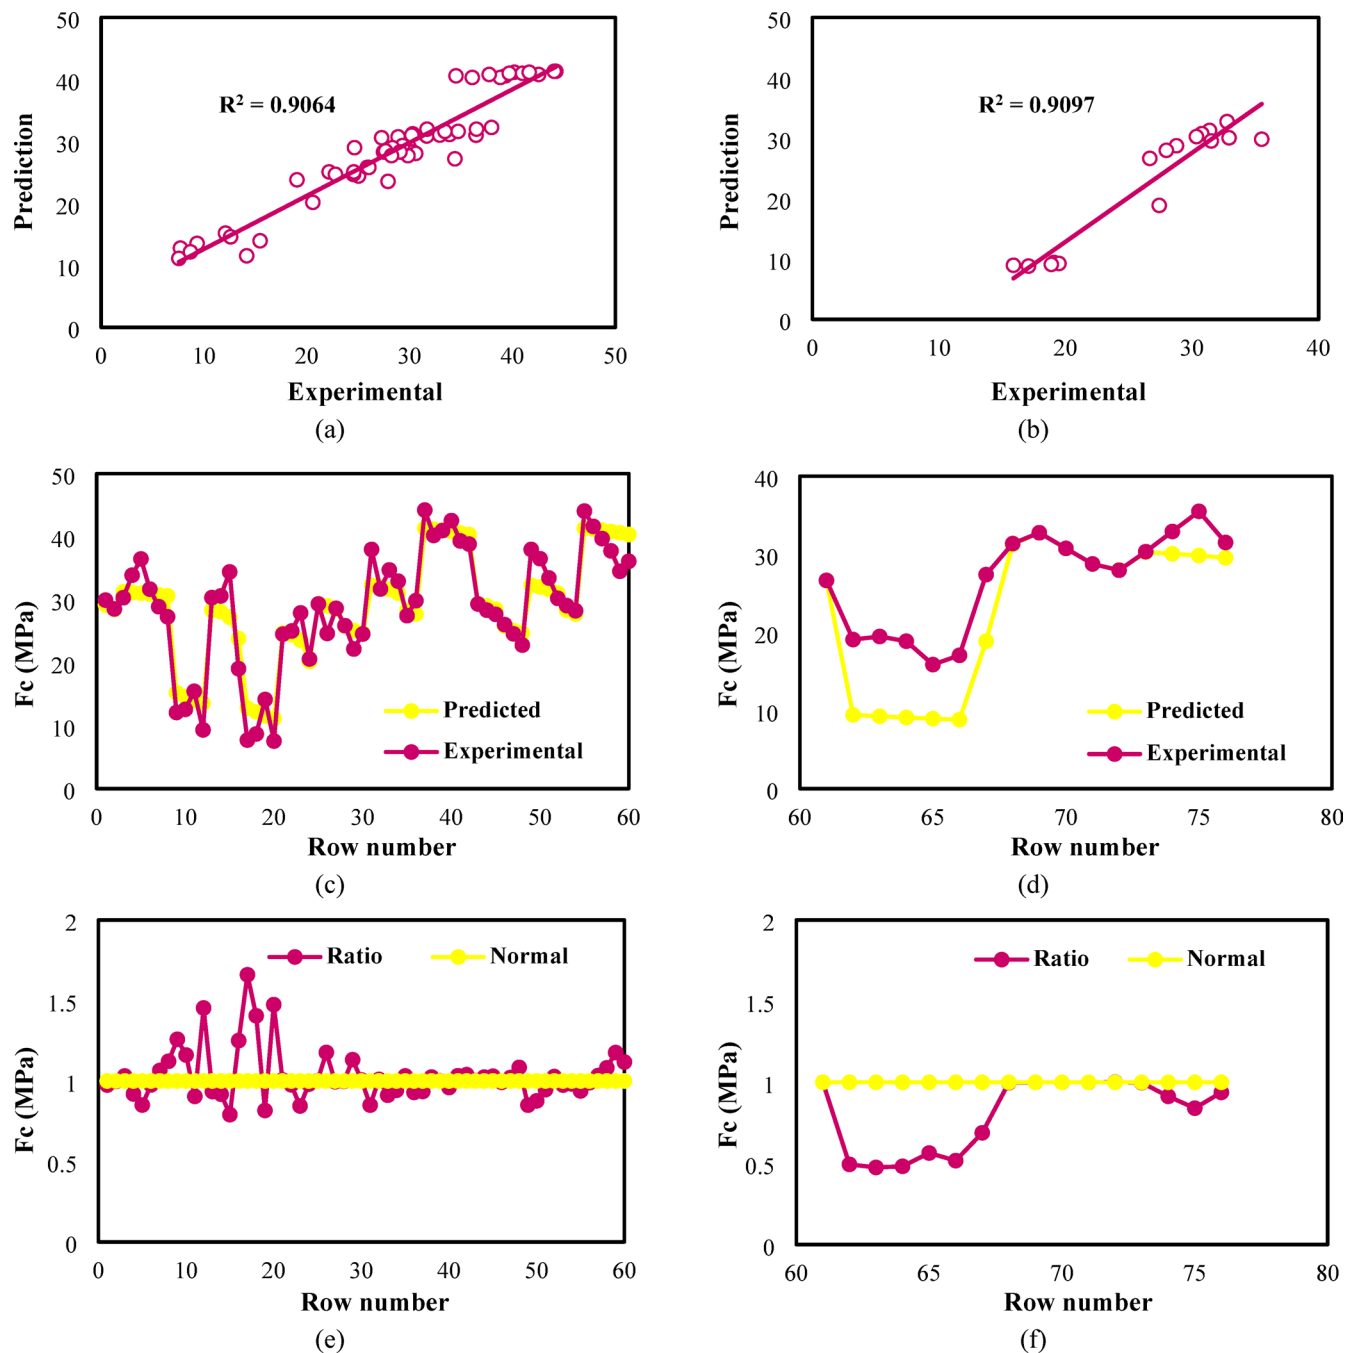 50
40
30
20
10
0
Prediction
R² = 0.9064
0 10 20 30 40 50
Experimental
(a)
50
40
30
20
10
0
Prediction
R² = 0.9097
0 10 20 30 40
Experimental
(b)
50
40
30
20
10
0
Fc (MPa)
Predicted
Experimental
0 10 20 30 40 50 60
Row number
(c)
40
30
20
10
0
Fc (MPa)
Predicted
Experimental
60 65 70 75 80
Row number
(d)
2
1.5
1
0.5
0
Fc (MPa)
Ratio Normal
0 10 20 30 40 50 60
Row number
(e)
2
1.5
1
0.5
0
Fc (MPa)
Ratio Normal
60 65 70 75 80
Row number
(f)